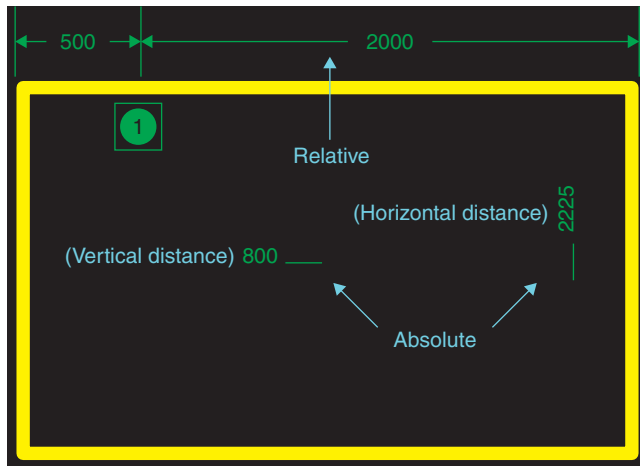 500
2000
1
Relative
(Horizontal distance) 2225
(Vertical distance) 800
Absolute